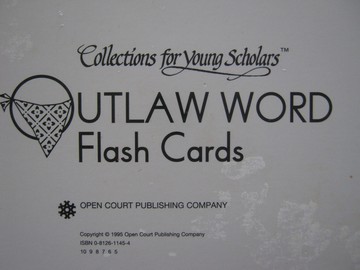 Collections for Young Scholars™
OUTLAW WORD
Flash Cards
OPEN COURT PUBLISHING COMPANY
Copyright © 1995 Open Court Publishing Company
ISBN 0-8126-1145-4
10 9 8 7 6 5